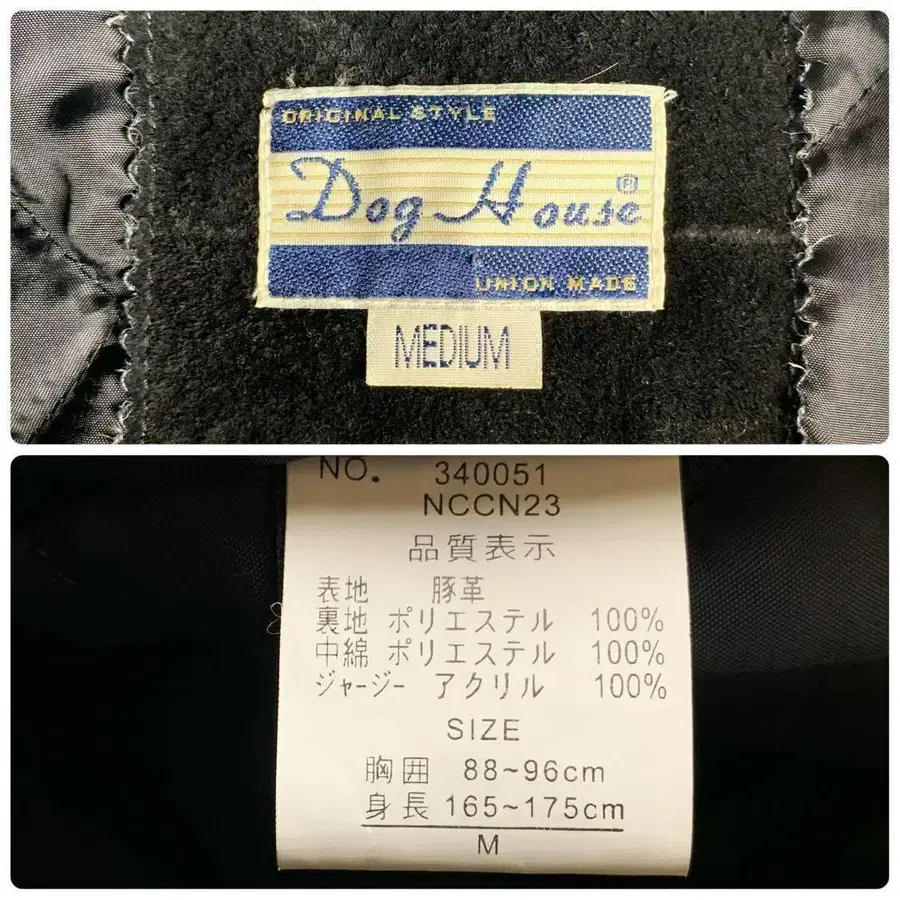 ORIGINAL STYLE
Dog House ®
UNION MADE
MEDIUM
NO. 340051
NCCN23
品質表示
表地 豚革
裏地 ポリエステル 100%
中綿 ポリエステル 100%
ジャージー アクリル 100%
SIZE
胸囲 88~96cm
身長 165~175cm
M